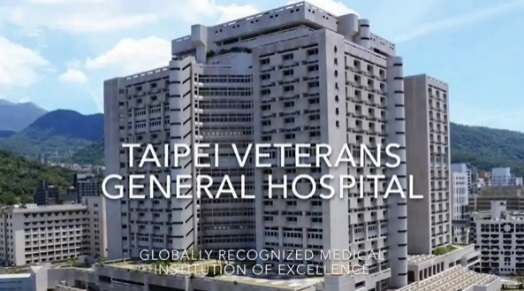 TAIPEI VETERANS
GENERAL HOSPITAL
GLOBALLY RECOGNIZED MEDICAL
INSTITUTION OF EXCELLENCE